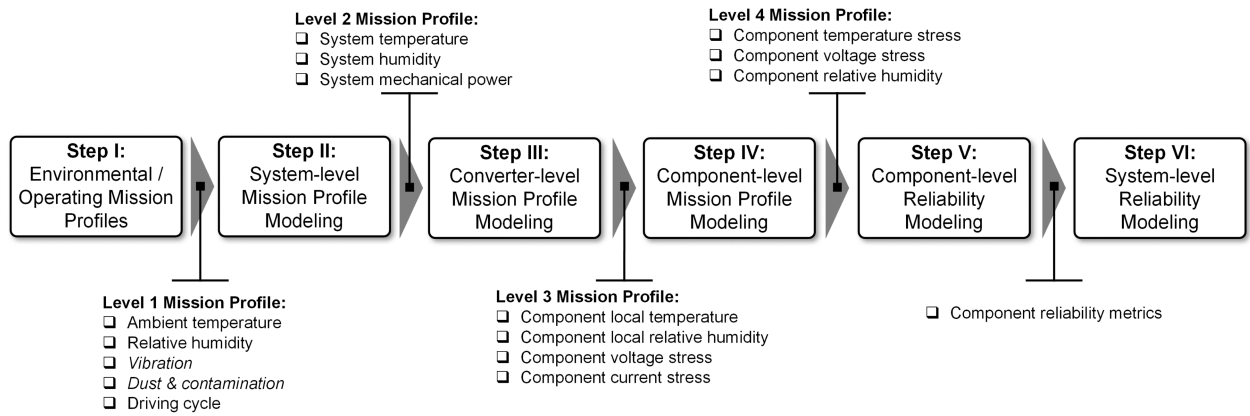 Level 2 Mission Profile:
❑ System temperature
❑ System humidity
❑ System mechanical power
Level 4 Mission Profile:
❑ Component temperature stress
❑ Component voltage stress
❑ Component relative humidity
Step I:
Environmental /
Operating Mission
Profiles
Step II:
System-level
Mission Profile
Modeling
Step III:
Converter-level
Mission Profile
Modeling
Step IV:
Component-level
Mission Profile
Modeling
Step V:
Component-level
Reliability
Modeling
Step VI:
System-level
Reliability
Modeling
Level 1 Mission Profile:
❑ Ambient temperature
❑ Relative humidity
❑ Vibration
❑ Dust & contamination
❑ Driving cycle
Level 3 Mission Profile:
❑ Component local temperature
❑ Component local relative humidity
❑ Component voltage stress
❑ Component current stress
❑ Component reliability metrics